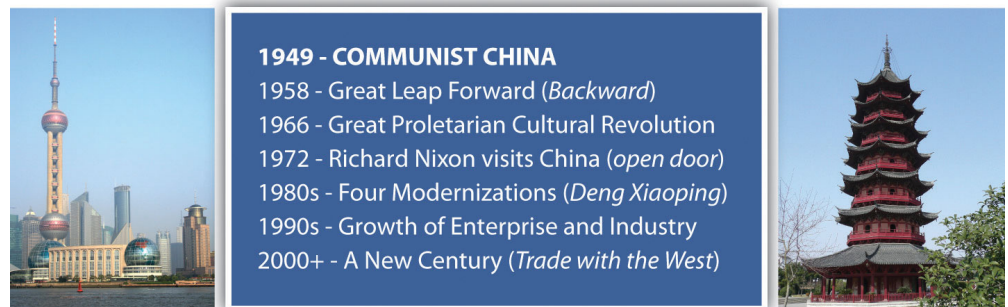 1949 - COMMUNIST CHINA
1958 - Great Leap Forward (Backward)
1966 - Great Proletarian Cultural Revolution
1972 - Richard Nixon visits China (open door)
1980s - Four Modernizations (Deng Xiaoping)
1990s - Growth of Enterprise and Industry
2000+ - A New Century (Trade with the West)